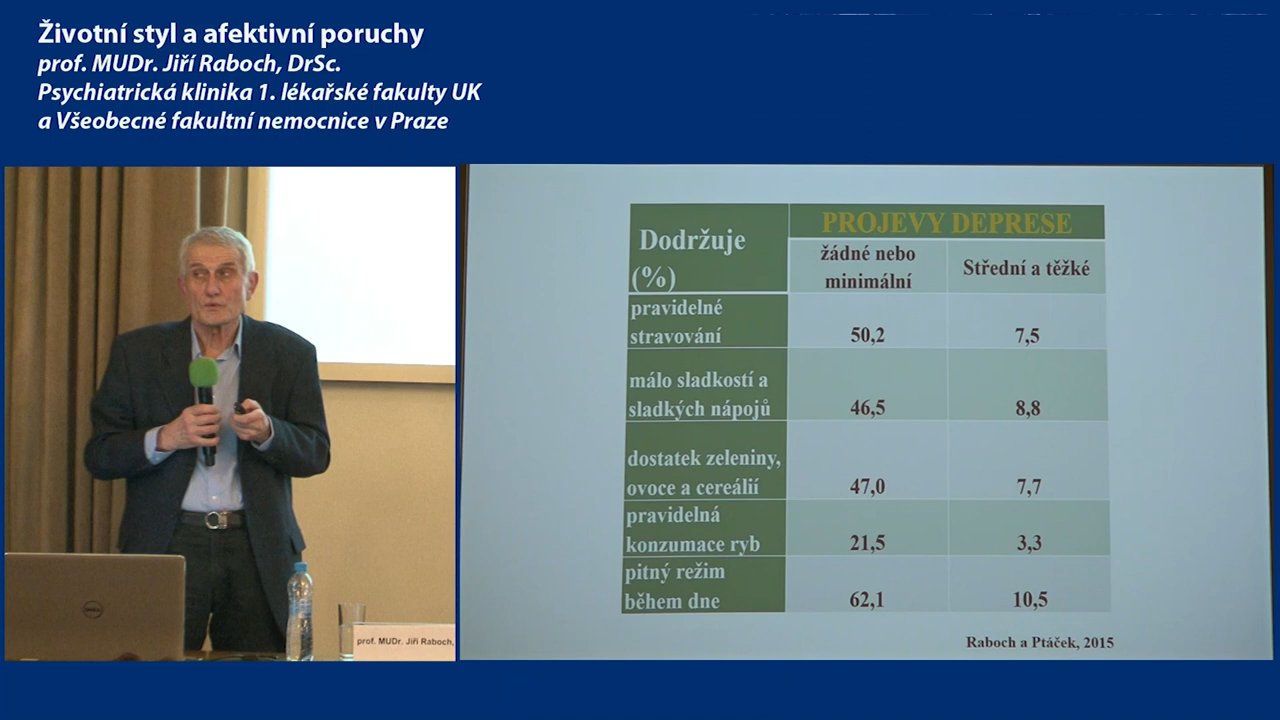 Životní styl a afektivní poruchy
prof. MUDr. Jiří Raboch, DrSc.
Psychiatrická klinika 1. lékařské fakulty UK
a Všeobecné fakultní nemocnice v Praze
Dodržuje
(%)
PROJEVY DEPRESE
žádné nebo
minimální
Střední a těžké
pravidelné
stravování
50,2
7,5
málo sladkostí a
sladkých nápojů
46,5
8,8
dostatek zeleniny,
ovoce a cereálií
47,0
7,7
pravidelná
konzumace ryb
21,5
3,3
pitný režim
během dne
62,1
10,5
Raboch a Ptáček, 2015
DELL
prof. MUDr. Jiří Raboch,